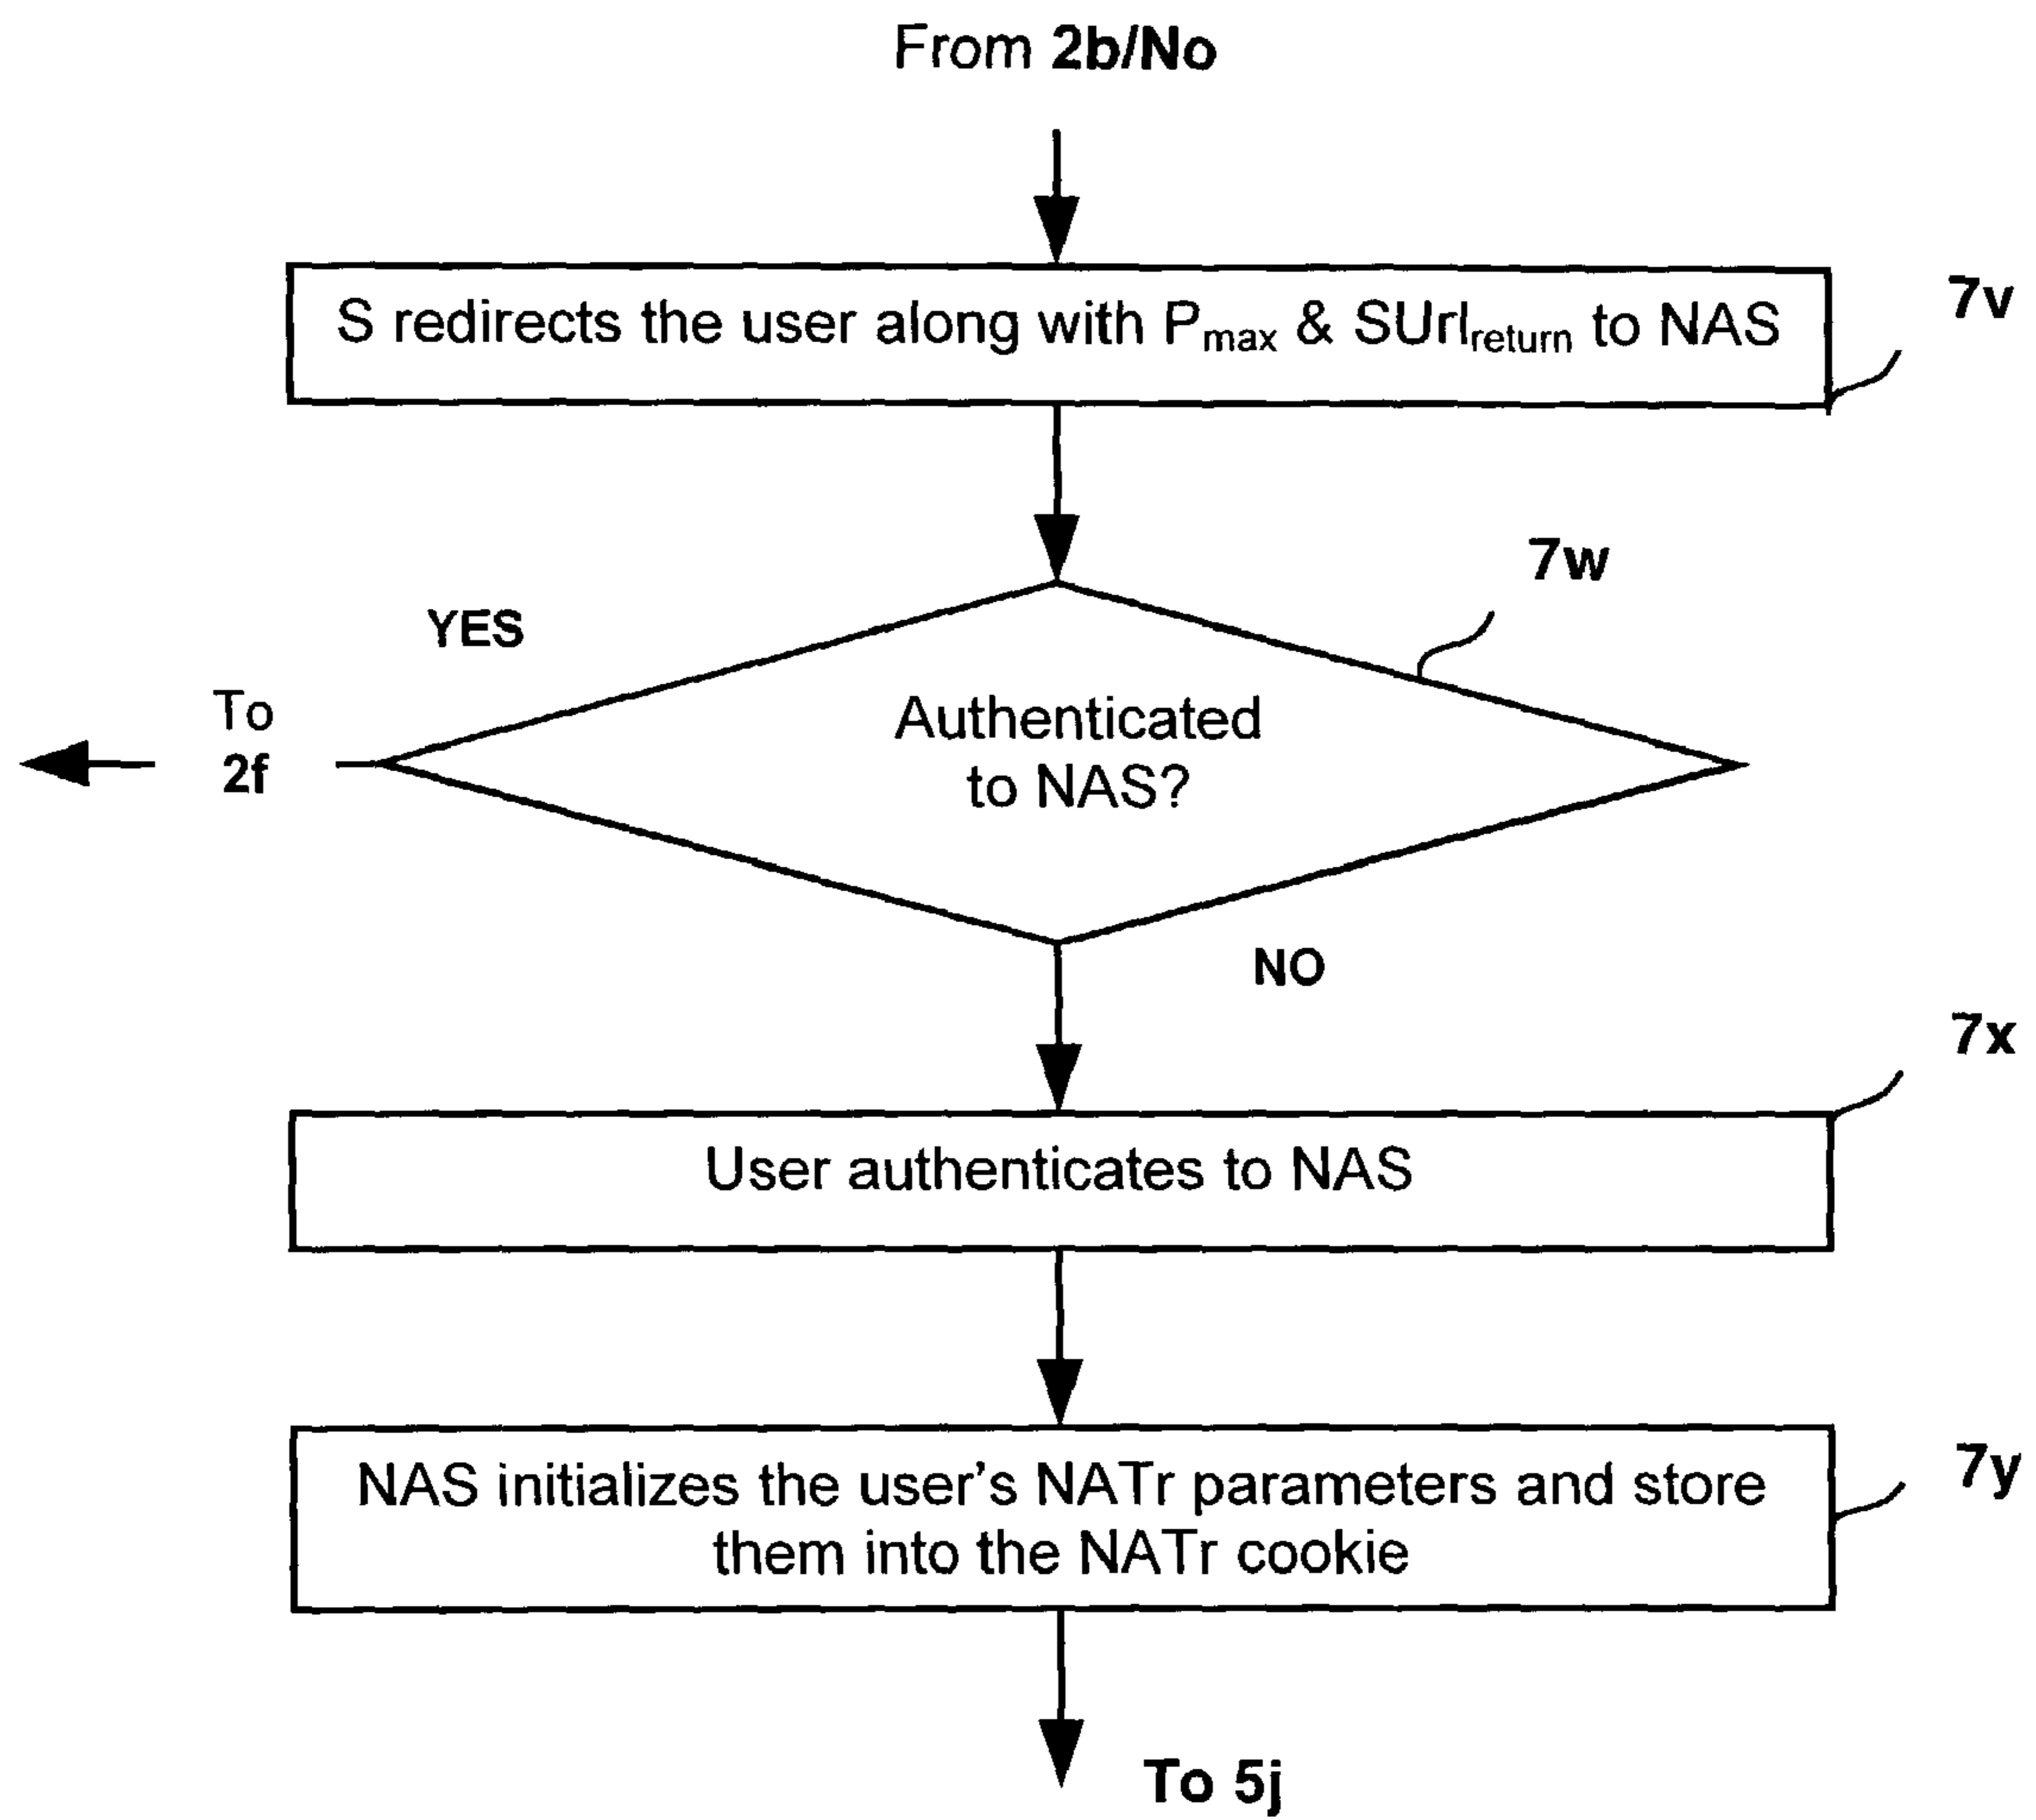 From 2b/No
S redirects the user along with Pmax & SUrlreturn to NAS
7v
7w
YES
To
2f
Authenticated
to NAS?
NO
7x
User authenticates to NAS
7y
NAS initializes the user's NATr parameters and store
them into the NATr cookie
To 5j